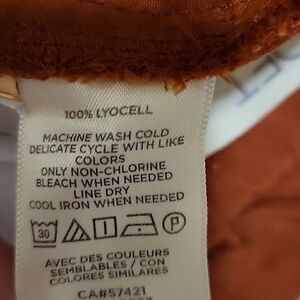 100% LYOCELL
MACHINE WASH COLD
DELICATE CYCLE WITH LIKE
COLORS
ONLY NON-CHLORINE
BLEACH WHEN NEEDED
LINE DRY
COOL IRON WHEN NEEDED
30
P
AVEC DES COULEURS
SEMBLABLES / CON
COLORES SIMILARES
CA#57421